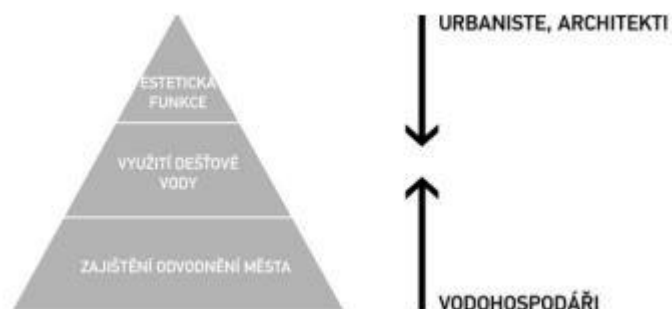 URBANISTE, ARCHITEKTI
ESTETICKÁ
FUNKCE
VYUŽITÍ DEŠŤOVÉ
VODY
ZAJIŠTĚNÍ ODVODNĚNÍ MĚSTA
VODOHOSPODÁŘI